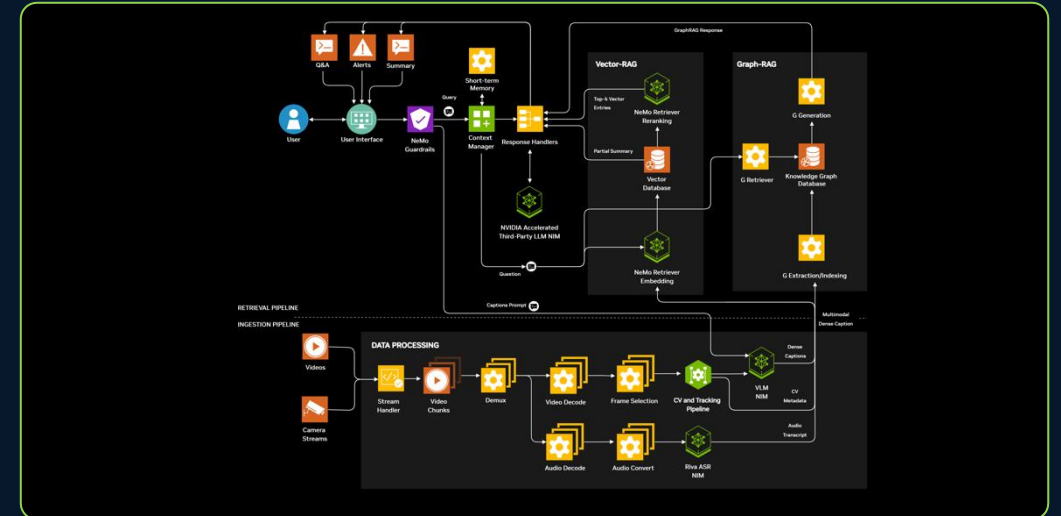 GraphRAG Response
Vector-RAG
Graph-RAG
Q&A
Alerts
Summary
Short-term
Memory
Query
Top-k Vector
Entries
NeMo Retriever
Reranking
G Generation
User
User Interface
NeMo
Guardrails
Context
Manager
Response Handlers
Partial Summary
Vector
Database
G Retriever
Knowledge Graph
Database
NVIDIA Accelerated
Third-Party LLM NIM
Question
NeMo Retriever
Embedding
G Extraction/Indexing
Captions Prompt
RETRIEVAL PIPELINE
INGESTION PIPELINE
Multimodal
Dense Caption
DATA PROCESSING
Videos
Camera
Streams
Stream
Handler
Video
Chunks
Demux
Video Decode
Frame Selection
CV and Tracking
Pipeline
VLM
NIM
Dense
Captions
CV
Metadata
Audio
Transcript
Audio Decode
Audio Convert
Riva ASR
NIM